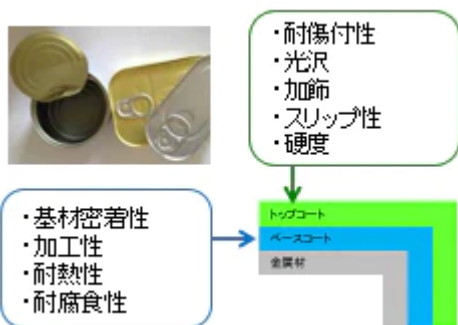 ・耐傷付性
・光沢
・加飾
・スリップ性
・硬度
・基材密着性
・加工性
・耐熱性
・耐腐食性
トップコート
ベースコート
金属材